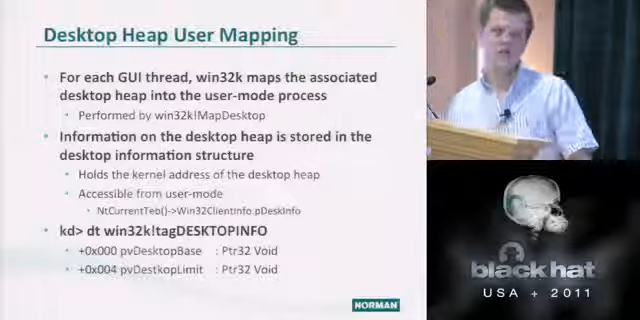 Desktop Heap User Mapping
• For each GUI thread, win32k maps the associated
desktop heap into the user-mode process
• Performed by win32k!MapDesktop
• Information on the desktop heap is stored in the
desktop information structure
• Holds the kernel address of the desktop heap
• Accessible from user-mode
• NtCurrentTeb()->Win32ClientInfo.pDeskInfo
• kd> dt win32k!tagDESKTOPINFO
• +0x000 pvDesktopBase : Ptr32 Void
• +0x004 pvDestkopLimit : Ptr32 Void
NORMAN
black hat
USA + 2011